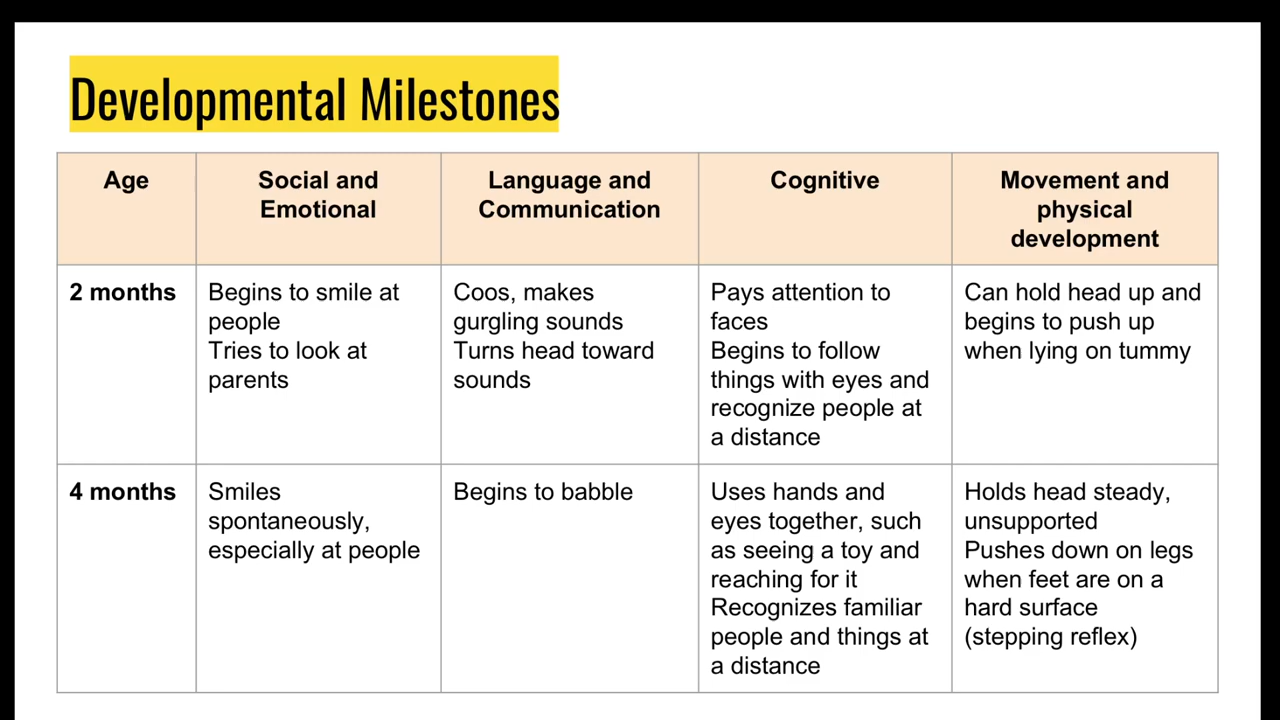 Developmental Milestones
Age
Social and
Emotional
Language and
Communication
Cognitive
Movement and
physical
development
2 months
Begins to smile at
people
Tries to look at
parents
Coos, makes
gurgling sounds
Turns head toward
sounds
Pays attention to
faces
Begins to follow
things with eyes and
recognize people at
a distance
Can hold head up and
begins to push up
when lying on tummy
4 months
Smiles
spontaneously,
especially at people
Begins to babble
Uses hands and
eyes together, such
as seeing a toy and
reaching for it
Recognizes familiar
people and things at
a distance
Holds head steady,
unsupported
Pushes down on legs
when feet are on a
hard surface
(stepping reflex)